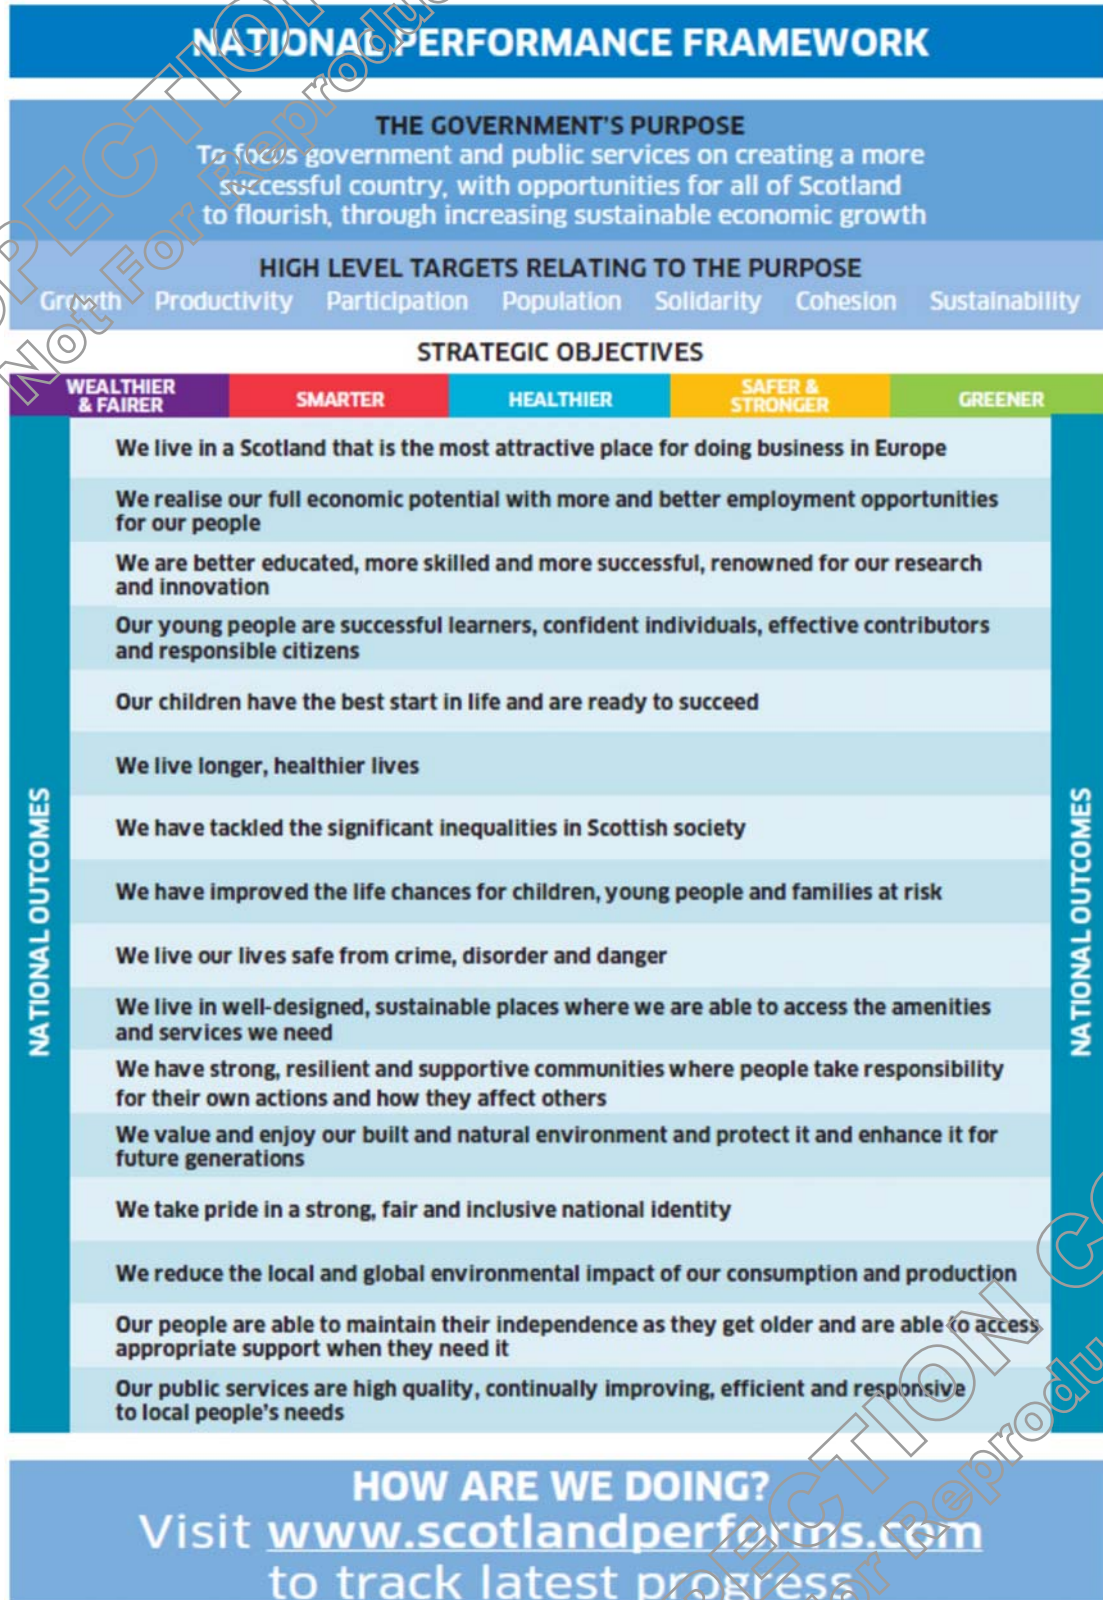 NATIONAL PERFORMANCE FRAMEWORK
THE GOVERNMENT'S PURPOSE
To focus government and public services on creating a more
successful country, with opportunities for all of Scotland
to flourish, through increasing sustainable economic growth
HIGH LEVEL TARGETS RELATING TO THE PURPOSE
Growth Productivity Participation Population Solidarity Cohesion Sustainability
STRATEGIC OBJECTIVES
WEALTHIER
& FAIRER
SMARTER
HEALTHIER
SAFER &
STRONGER
GREENER
NATIONAL OUTCOMES
We live in a Scotland that is the most attractive place for doing business in Europe
We realise our full economic potential with more and better employment opportunities
for our people
We are better educated, more skilled and more successful, renowned for our research
and innovation
Our young people are successful learners, confident individuals, effective contributors
and responsible citizens
Our children have the best start in life and are ready to succeed
We live longer, healthier lives
We have tackled the significant inequalities in Scottish society
We have improved the life chances for children, young people and families at risk
We live our lives safe from crime, disorder and danger
We live in well-designed, sustainable places where we are able to access the amenities
and services we need
We have strong, resilient and supportive communities where people take responsibility
for their own actions and how they affect others
We value and enjoy our built and natural environment and protect it and enhance it for
future generations
We take pride in a strong, fair and inclusive national identity
We reduce the local and global environmental impact of our consumption and production
Our people are able to maintain their independence as they get older and are able to access
appropriate support when they need it
Our public services are high quality, continually improving, efficient and responsive
to local people's needs
NATIONAL OUTCOMES
HOW ARE WE DOING?
Visit www.scotlandperforms.com
to track latest progress
Not For